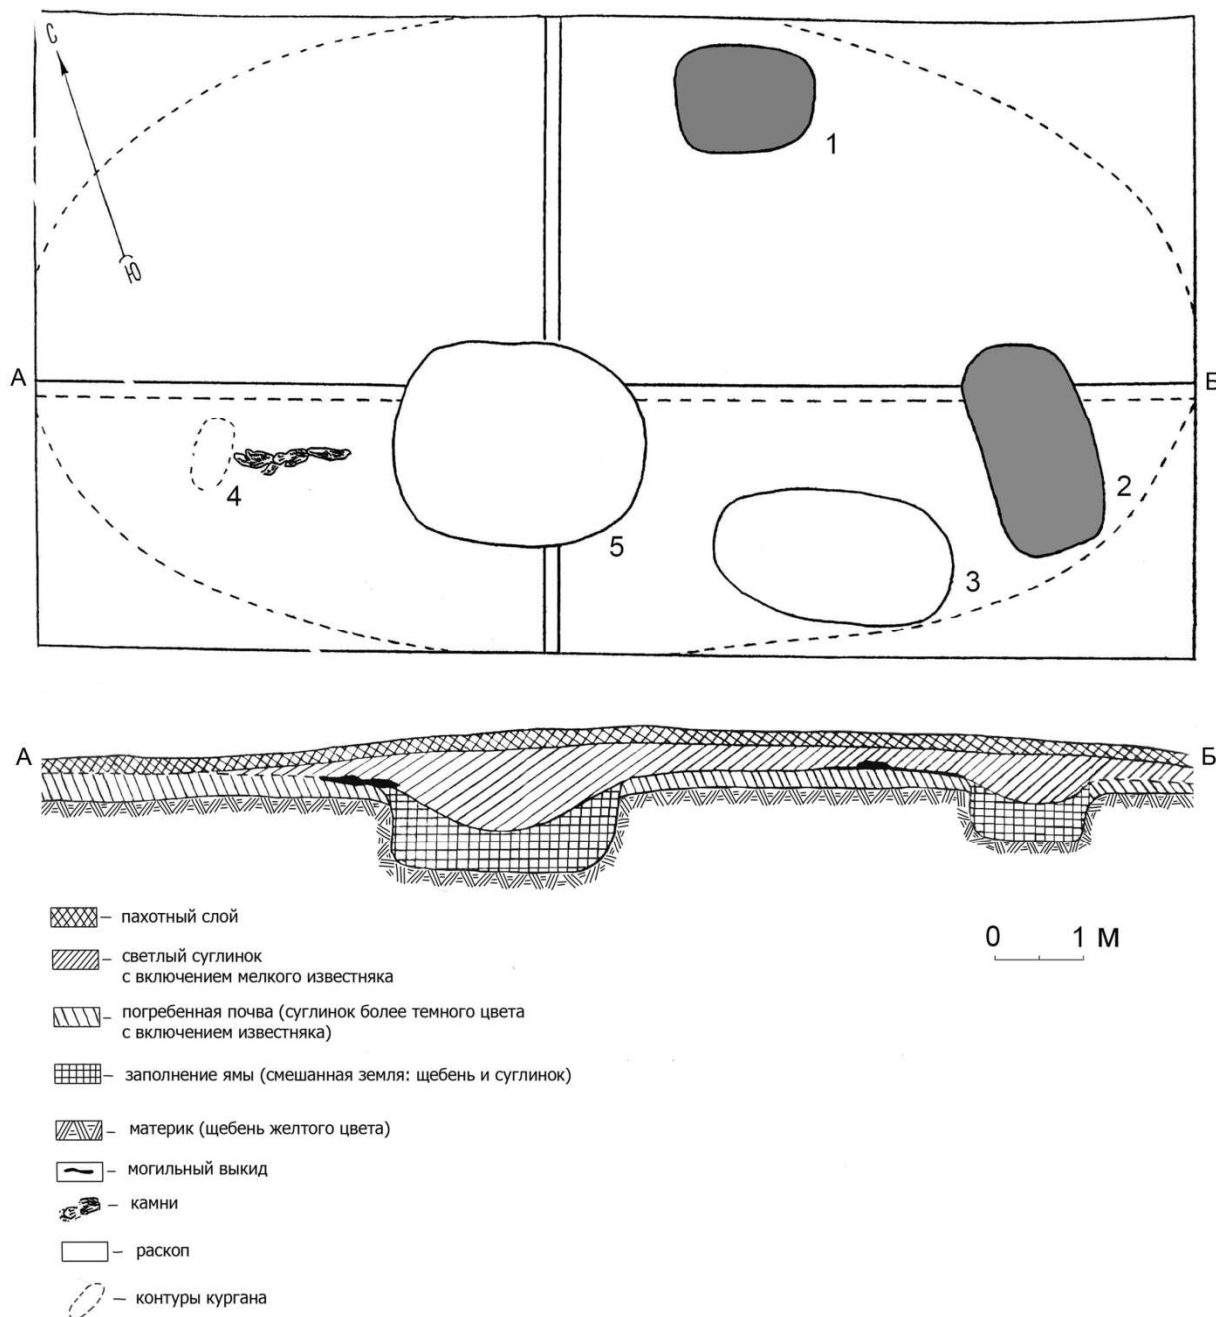 С
Ю
1
А
Б
2
4
5
3
А
Б
0 1 М
– пахотный слой
– светлый суглинок
с включением мелкого известняка
– погребенная почва (суглинок более темного цвета
с включением известняка)
– заполнение ямы (смешанная земля: щебень и суглинок)
– материк (щебень желтого цвета)
– могильный выкид
– камни
– раскоп
– контуры кургана